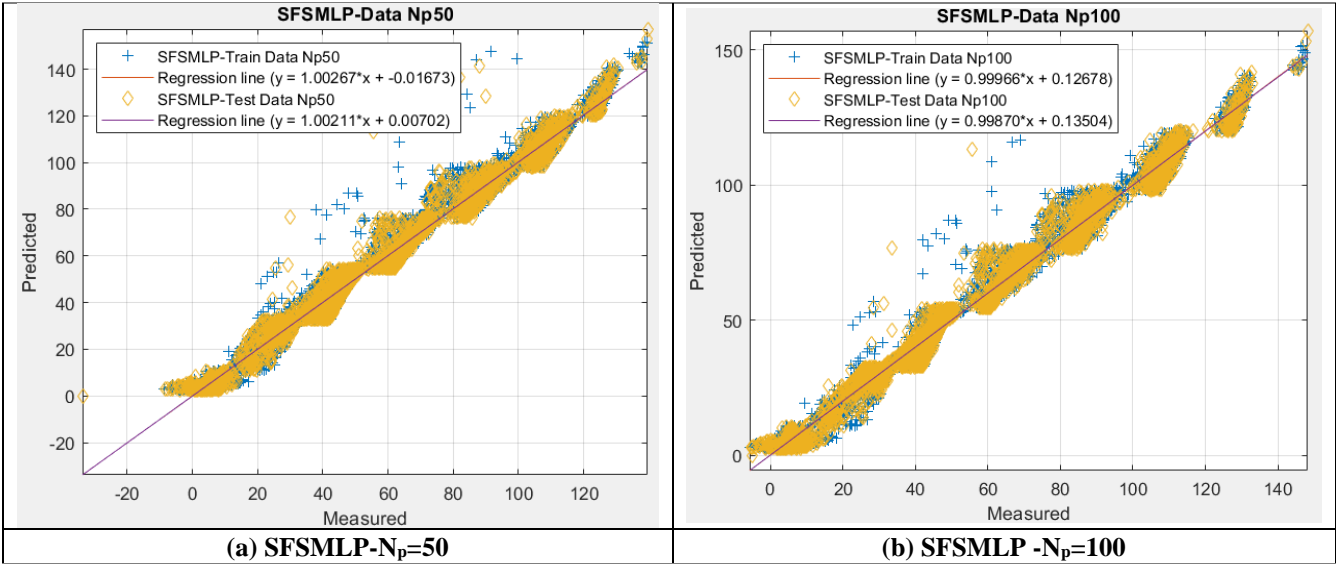 SFSMLP-Data Np50
SFSMLP-Train Data Np50
Regression line (y = 1.00267*x + -0.01673)
SFSMLP-Test Data Np50
Regression line (y = 1.00211*x + 0.00702)
140
120
100
80
60
40
20
0
-20
Predicted
-20 0 20 40 60 80 100 120
Measured
(a) SFSMLP-Np=50
SFSMLP-Data Np100
SFSMLP-Train Data Np100
Regression line (y = 0.99966*x + 0.12678)
SFSMLP-Test Data Np100
Regression line (y = 0.99870*x + 0.13504)
150
100
50
0
Predicted
0 20 40 60 80 100 120 140
Measured
(b) SFSMLP -Np=100